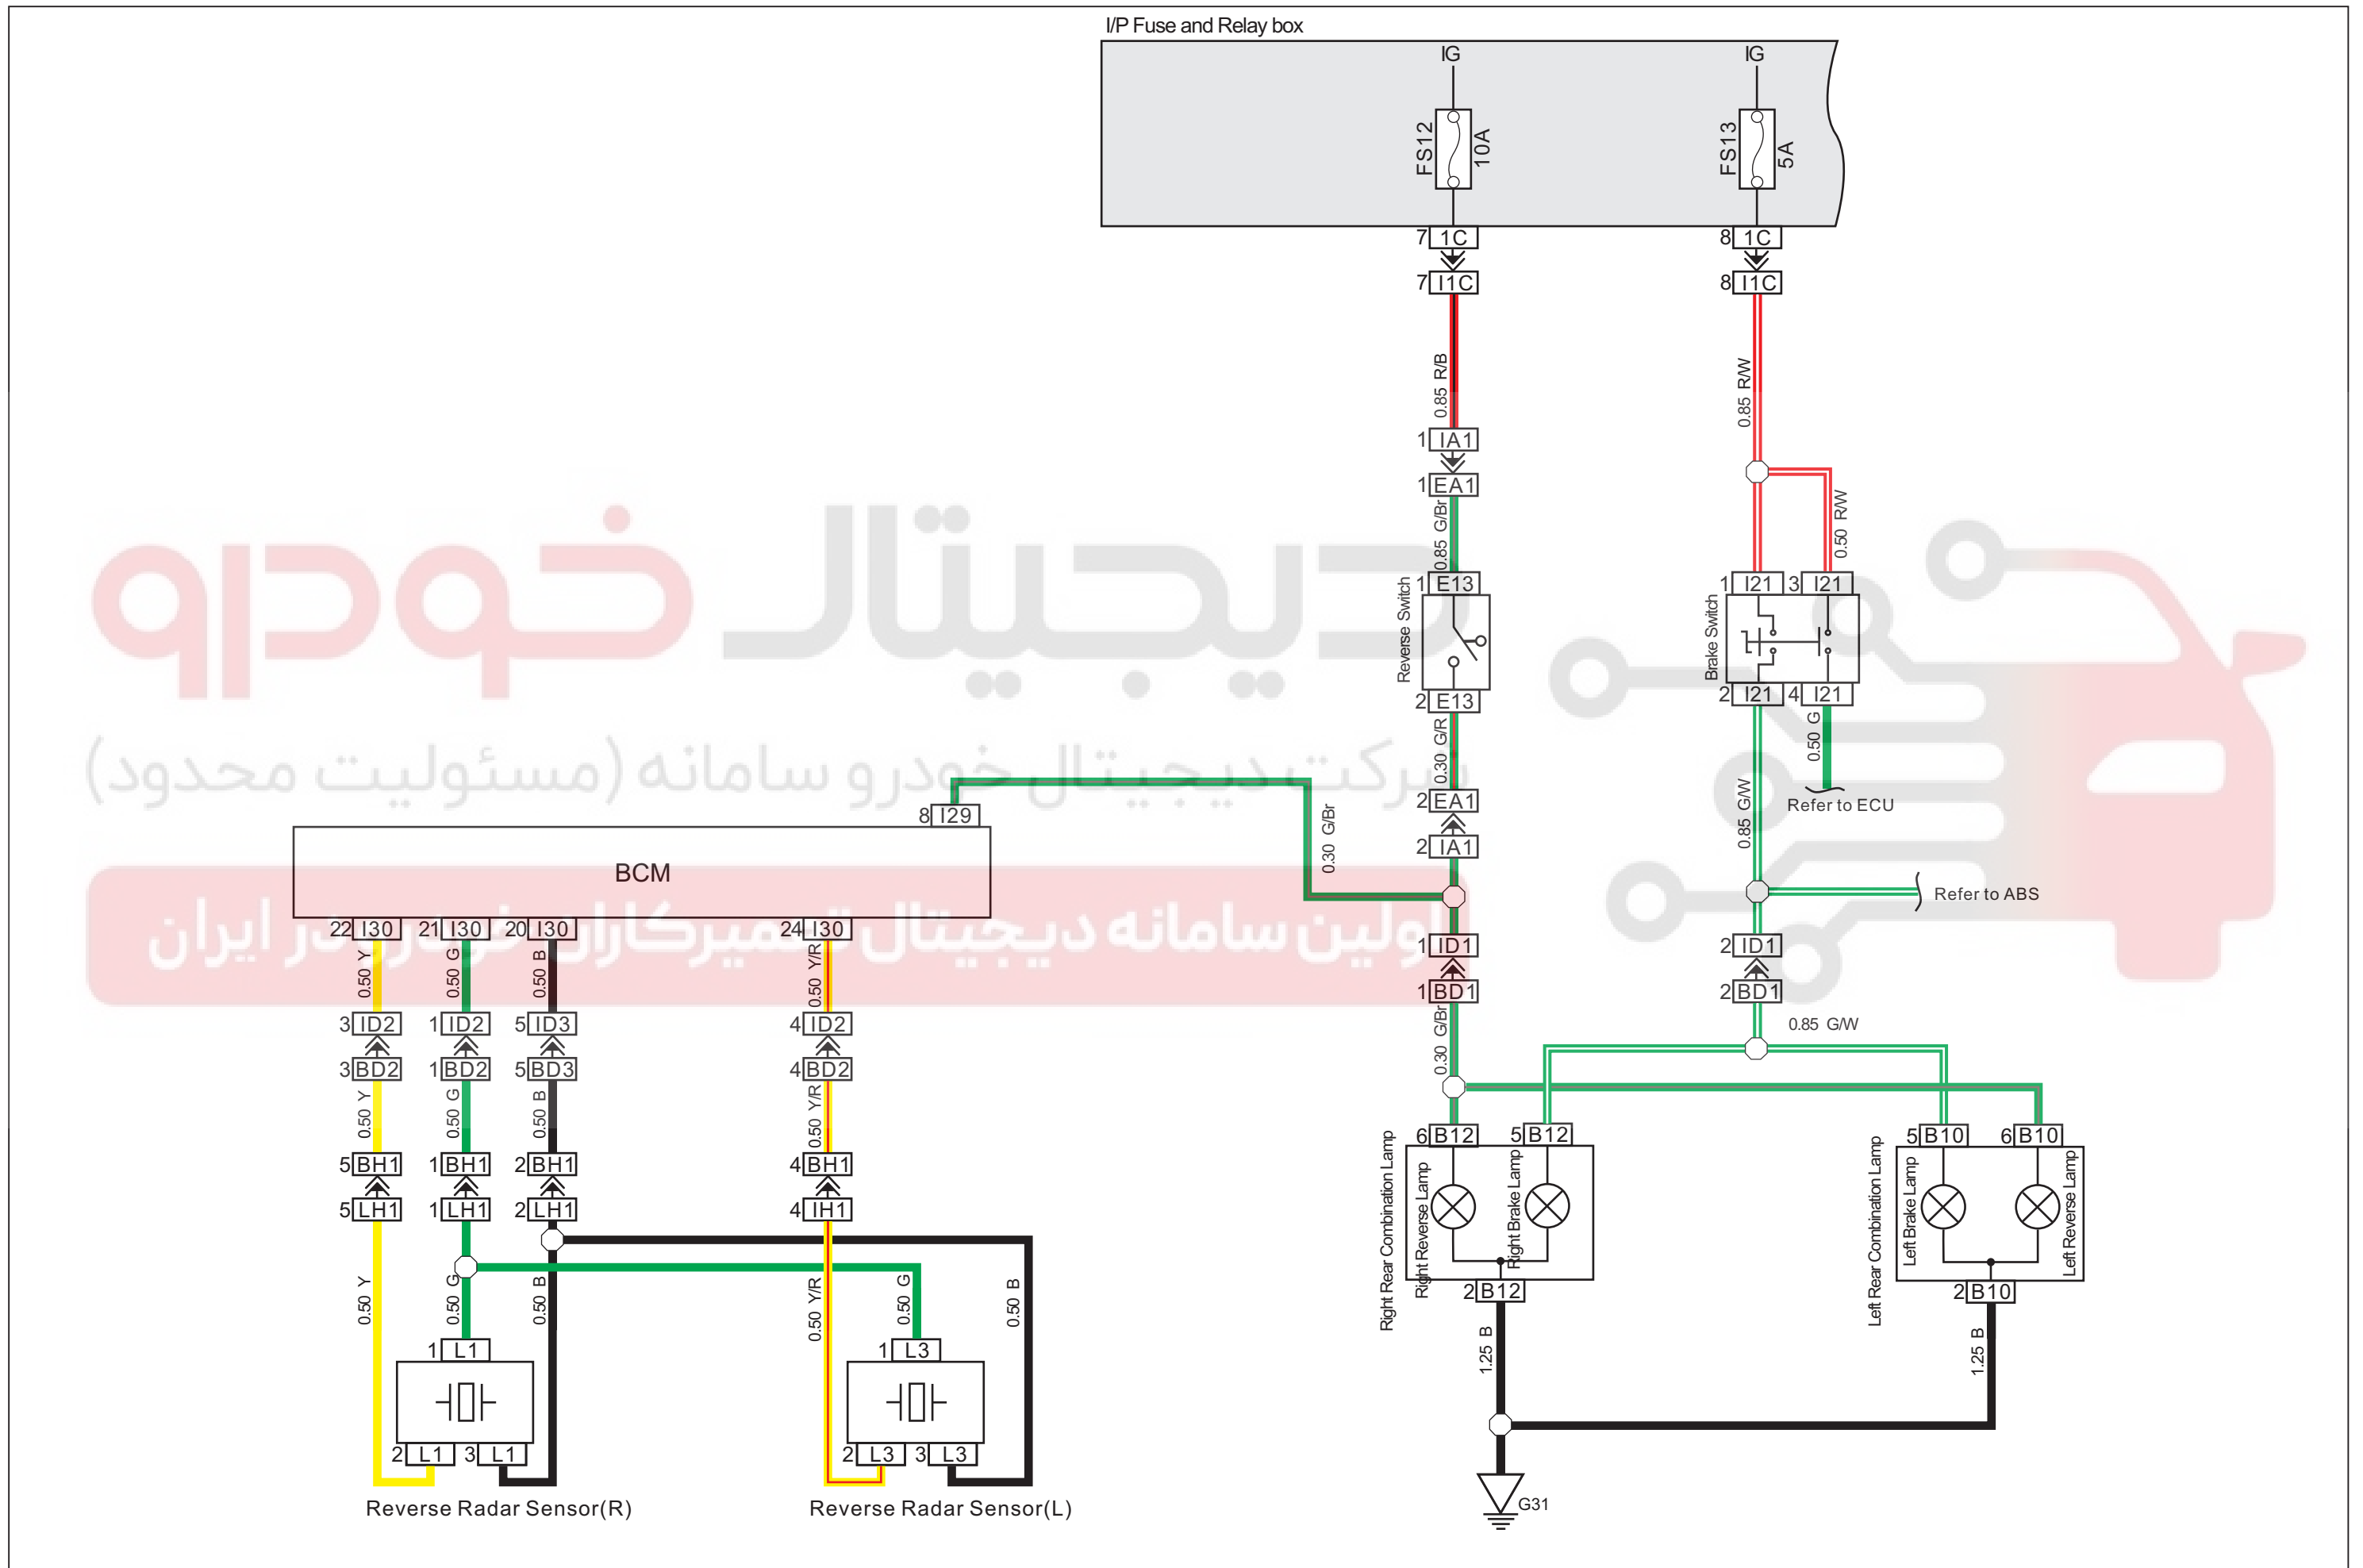 I/P Fuse and Relay box
IG IG
FS12 10A FS13 5A
7 1C 8 1C
7 I1C 8 I1C
0.85 R/B 0.85 R/W
1 IA1
1 EA1
0.85 G/Br 0.50 R/W
دیجیتال خودرو
Reverse Switch 1 E13 Brake Switch 1 I21 3 I21
2 E13 2 I21 4 I21
0.30 G/R 0.50 G
شرکت دیجیتال خودرو سامانه (مسئولیت محدود)
2 EA1 Refer to ECU
8 I29 0.30 G/Br 0.85 G/W
2 IA1
BCM
Refer to ABS
اولین سامانه دیجیتال تعمیرکاران خودرو در ایران
22 I30 21 I30 20 I30 24 I30
1 ID1 2 ID1
0.50 Y 0.50 G 0.50 B 0.50 Y/R
1 BD1 2 BD1
3 ID2 1 ID2 5 ID3 4 ID2
0.30 G/Br 0.85 G/W
3 BD2 1 BD2 5 BD3 4 BD2
0.50 Y 0.50 G 0.50 B 0.50 Y/R
6 B12 5 B12 5 B10 6 B10
5 BH1 1 BH1 2 BH1 4 BH1
5 LH1 1 LH1 2 LH1 4 IH1
Right Rear Combination Lamp
Right Reverse Lamp
Right Brake Lamp
Left Rear Combination Lamp
Left Brake Lamp
Left Reverse Lamp
0.50 Y 0.50 G 0.50 B 0.50 Y/R 0.50 G 0.50 B
2 B12 2 B10
1 L1 1 L3
1.25 B 1.25 B
2 L1 3 L1 2 L3 3 L3
Reverse Radar Sensor(R) Reverse Radar Sensor(L)
G31